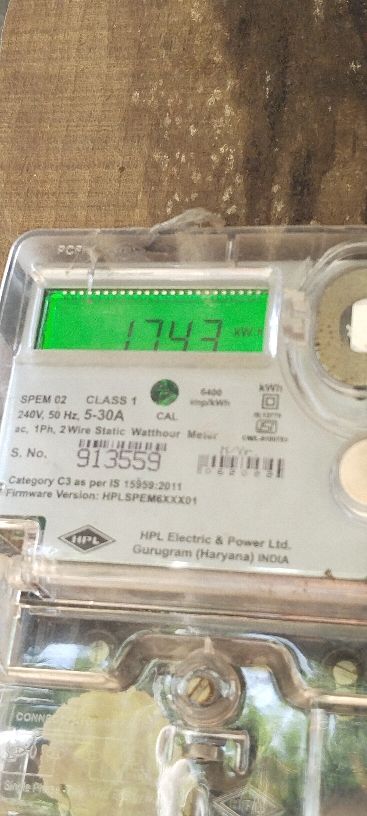 1743 kWh
SPEM 02 CLASS 1
240V, 50 Hz, 5-30A CAL
6400
imp/kWh
kWh
ac, 1Ph, 2 Wire Static Watthour Meter
S. No. 913559
Category C3 as per IS 15959:2011
Firmware Version: HPLSPEM6XXX01
HPL
HPL Electric & Power Ltd.
Gurugram (Haryana) INDIA
HPL